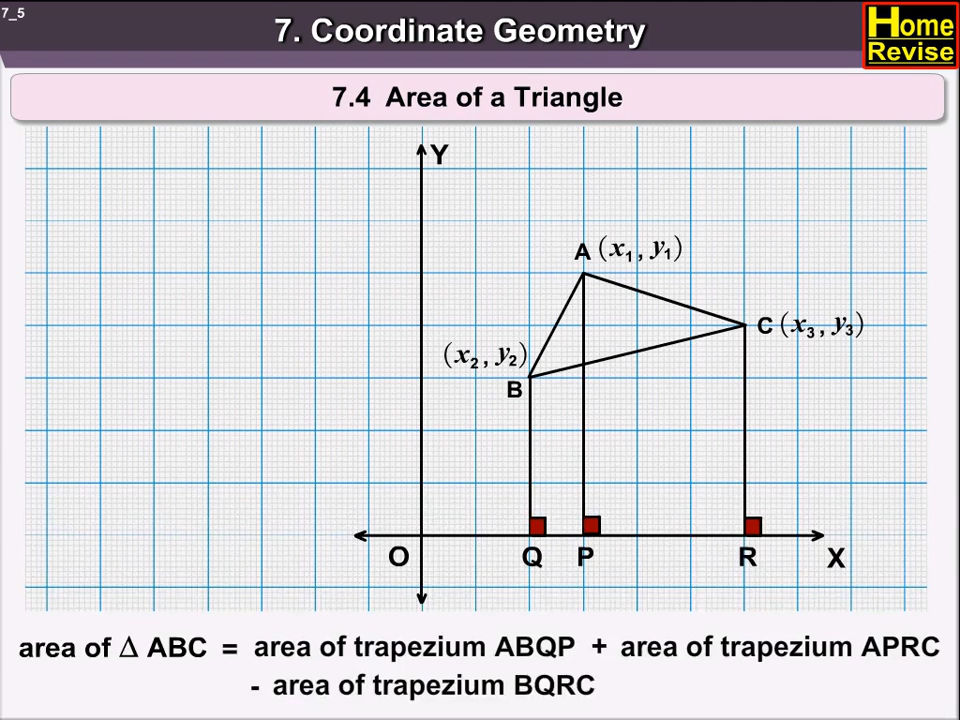 7_5
7. Coordinate Geometry
Home
Revise
7.4 Area of a Triangle
Y
A (x₁, y₁)
C (x₃, y₃)
(x₂, y₂)
B
O Q P R X
area of Δ ABC = area of trapezium ABQP + area of trapezium APRC
- area of trapezium BQRC